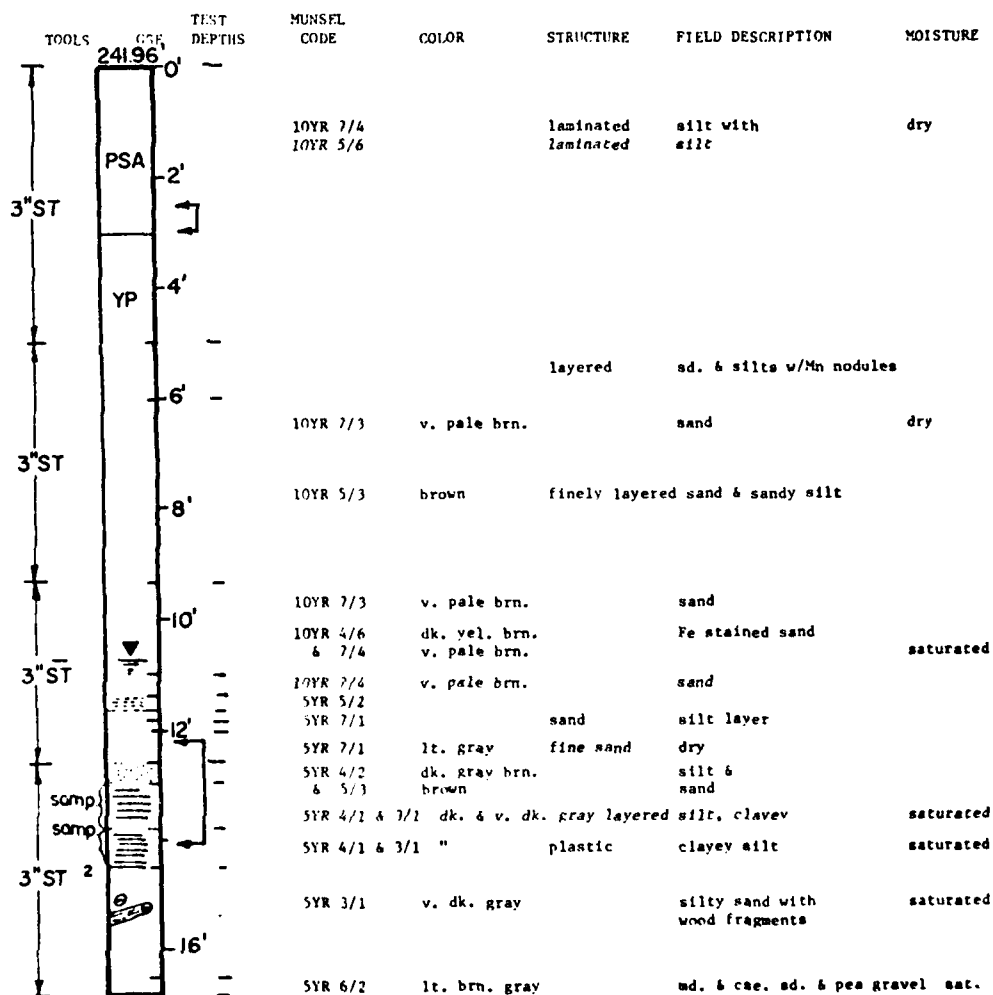 TEST MUNSEL
TOOLS GSE DEPTHS CODE COLOR STRUCTURE FIELD DESCRIPTION MOISTURE
241.96'
0'
10YR 7/4 laminated silt with dry
10YR 5/6 laminated silt
PSA
2'
3"ST
4'
YP
layered sd. & silts w/Mn nodules
6'
10YR 7/3 v. pale brn. sand dry
3"ST
10YR 5/3 brown finely layered sand & sandy silt
8'
10YR 7/3 v. pale brn. sand
10'
10YR 4/6 dk. yel. brn. Fe stained sand
& 7/4 v. pale brn. saturated
3"ST
10YR 7/4 v. pale brn. sand
5YR 5/2
5YR 7/1 sand silt layer
12'
5YR 7/1 lt. gray fine sand dry
5YR 4/2 dk. gray brn. silt &
& 5/3 brown sand
samp.
5YR 4/1 & 3/1 dk. & v. dk. gray layered silt, clayey saturated
samp.
5YR 4/1 & 3/1 " plastic clayey silt saturated
3"ST 2
5YR 3/1 v. dk. gray silty sand with saturated
wood fragments
16'
5YR 6/2 lt. brn. gray md. & cse. sd. & pea gravel sat.